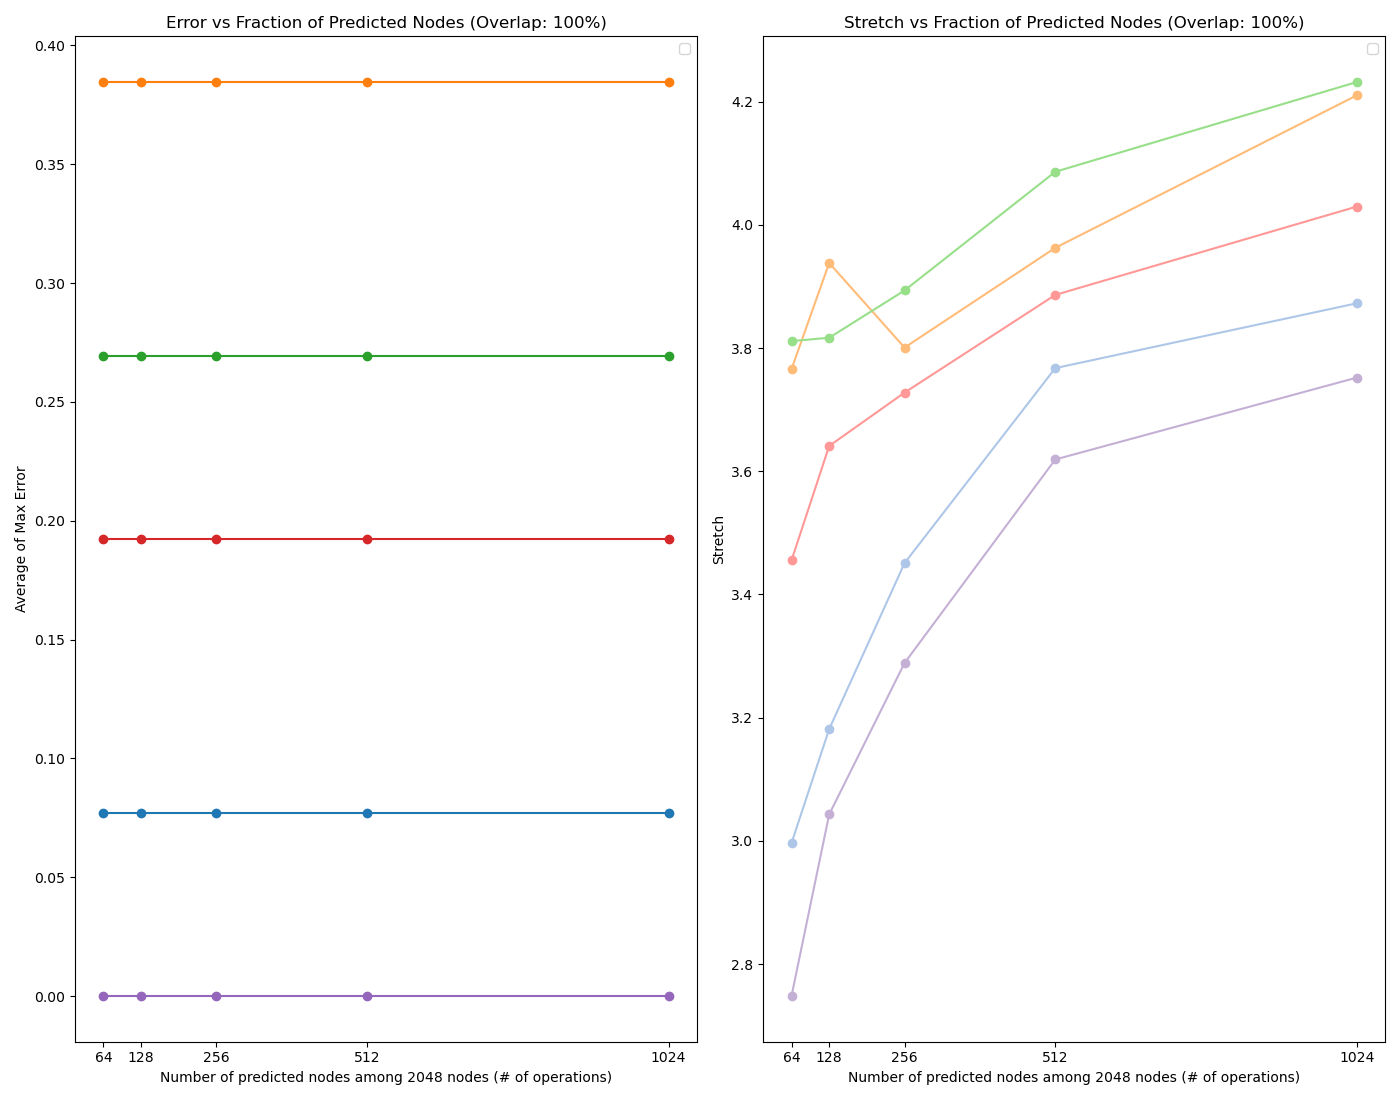 Error vs Fraction of Predicted Nodes (Overlap: 100%)
0.40
0.35
0.30
0.25
0.20
0.15
0.10
0.05
0.00
Average of Max Error
64 128 256 512 1024
Number of predicted nodes among 2048 nodes (# of operations)
Stretch vs Fraction of Predicted Nodes (Overlap: 100%)
4.2
4.0
3.8
3.6
3.4
3.2
3.0
2.8
Stretch
64 128 256 512 1024
Number of predicted nodes among 2048 nodes (# of operations)